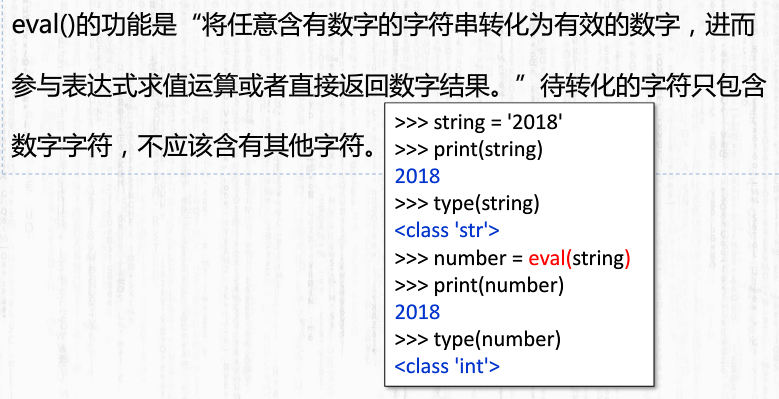 eval()的功能是“将任意含有数字的字符串转化为有效的数字，进而
参与表达式求值运算或者直接返回数字结果。”待转化的字符只包含
数字字符，不应该含有其他字符。
>>> string = '2018'
>>> print(string)
2018
>>> type(string)
<class 'str'>
>>> number = eval(string)
>>> print(number)
2018
>>> type(number)
<class 'int'>